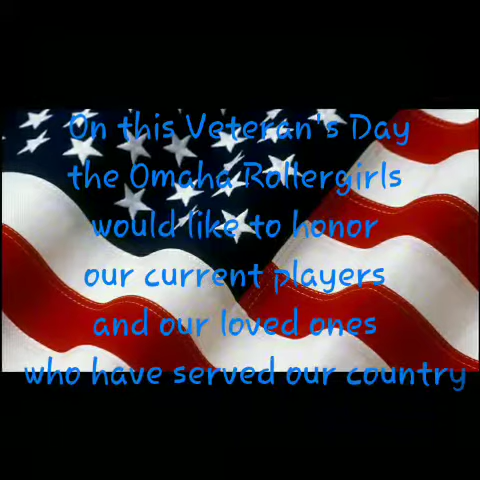 On this Veteran's Day
the Omaha Rollergirls
would like to honor
our current players
and our loved ones
who have served our country